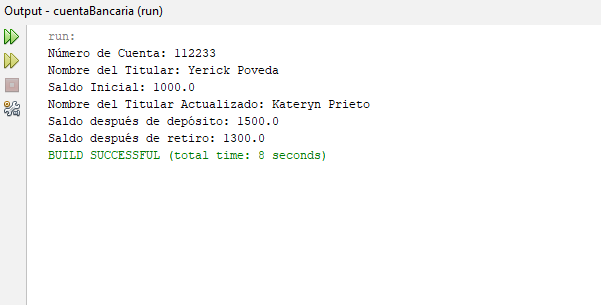 Output - cuentaBancaria (run)
run:
Número de Cuenta: 112233
Nombre del Titular: Yerick Poveda
Saldo Inicial: 1000.0
Nombre del Titular Actualizado: Kateryn Prieto
Saldo después de depósito: 1500.0
Saldo después de retiro: 1300.0
BUILD SUCCESSFUL (total time: 8 seconds)